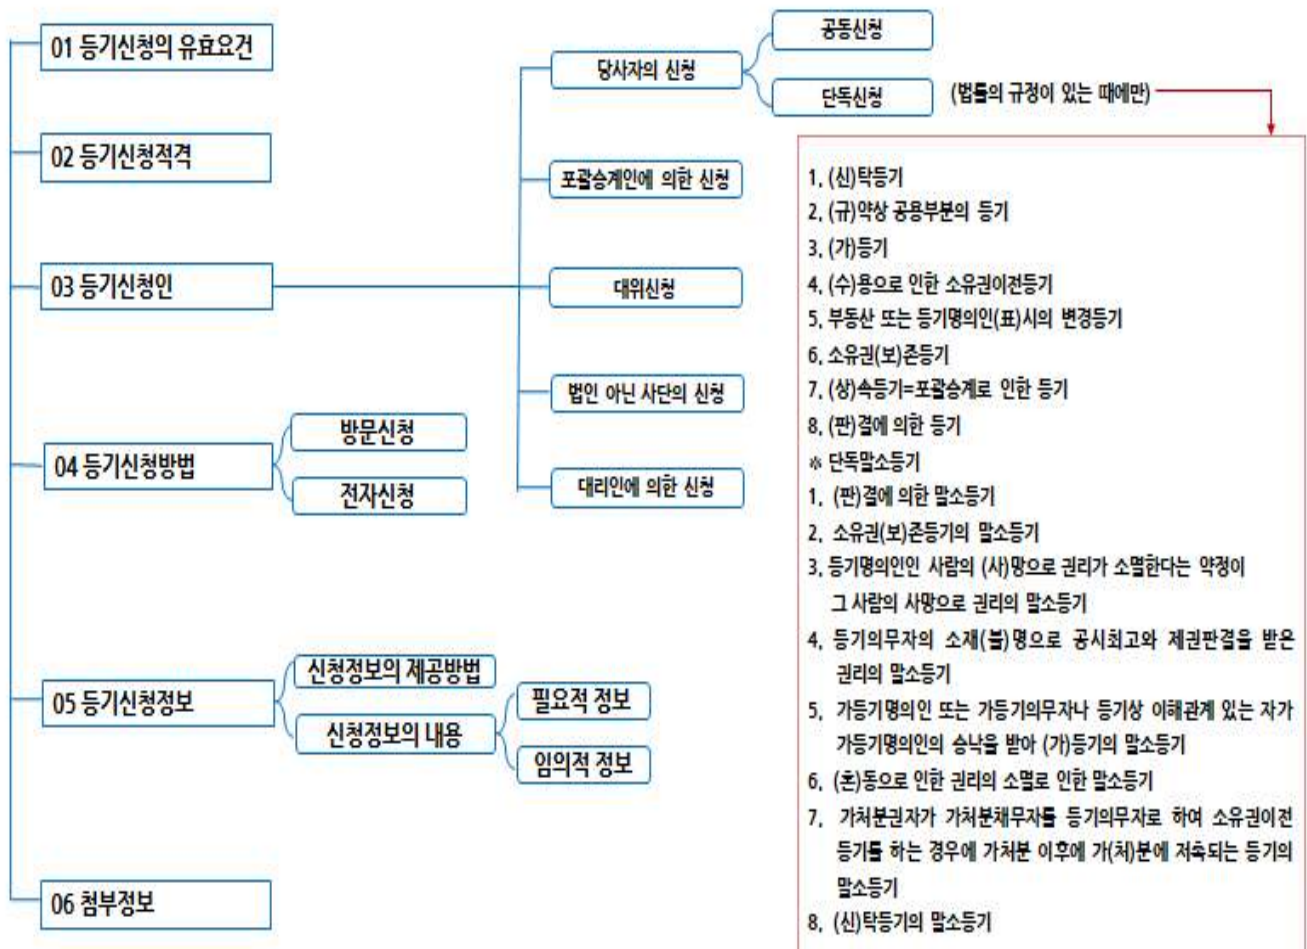 01 등기신청의 유효요건
02 등기신청적격
03 등기신청인
04 등기신청방법
방문신청
전자신청
05 등기신청정보
신청정보의 제공방법
신청정보의 내용
필요적 정보
임의적 정보
06 첨부정보
당사자의 신청
공동신청
단독신청
(법률의 규정이 있는 때에만)
포괄승계인에 의한 신청
대위신청
법인 아닌 사단의 신청
대리인에 의한 신청
1, (신)탁등기
2, (규)약상 공용부분의 등기
3, (가)등기
4, (수)용으로 인한 소유권이전등기
5, 부동산 또는 등기명의인(표)시의 변경등기
6, 소유권(보)존등기
7, (상)속등기=포괄승계로 인한 등기
8, (판)결에 의한 등기
※ 단독말소등기
1, (판)결에 의한 말소등기
2, 소유권(보)존등기의 말소등기
3, 등기명의인인 사람의 (사)망으로 권리가 소멸한다는 약정이
그 사람의 사망으로 권리의 말소등기
4, 등기의무자의 소재(불)명으로 공시최고와 제권판결을 받은
권리의 말소등기
5, 가등기명의인 또는 가등기의무자나 등기상 이해관계 있는 자가
가등기명의인의 승낙을 받아 (가)등기의 말소등기
6, (혼)동으로 인한 권리의 소멸로 인한 말소등기
7, 가처분권자가 가처분채무자를 등기의무자로 하여 소유권이전
등기를 하는 경우에 가처분 이후에 가(처)분에 저촉되는 등기의
말소등기
8, (신)탁등기의 말소등기